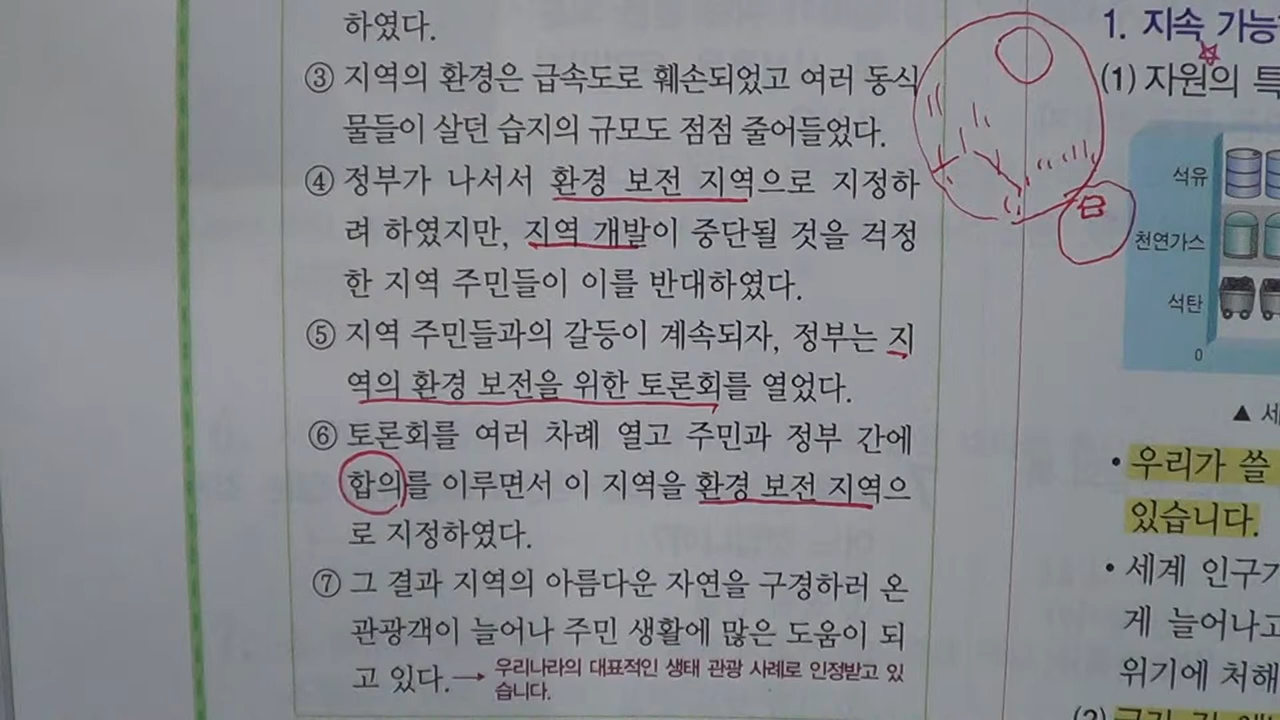 하였다.
③ 지역의 환경은 급속도로 훼손되었고 여러 동식
물들이 살던 습지의 규모도 점점 줄어들었다.
④ 정부가 나서서 환경 보전 지역으로 지정하
려 하였지만, 지역 개발이 중단될 것을 걱정
한 지역 주민들이 이를 반대하였다.
⑤ 지역 주민들과의 갈등이 계속되자, 정부는 지
역의 환경 보전을 위한 토론회를 열었다.
⑥ 토론회를 여러 차례 열고 주민과 정부 간에
합의를 이루면서 이 지역을 환경 보전 지역으
로 지정하였다.
⑦ 그 결과 지역의 아름다운 자연을 구경하러 온
관광객이 늘어나 주민 생활에 많은 도움이 되
고 있다.→ 우리나라의 대표적인 생태 관광 사례로 인정받고 있
습니다.
1. 지속 가능
(1) 자원의 특
석유
천연가스
석탄
0
▲ 세
• 우리가 쓸
있습니다.
• 세계 인구가
게 늘어나고
위기에 처해
(2)